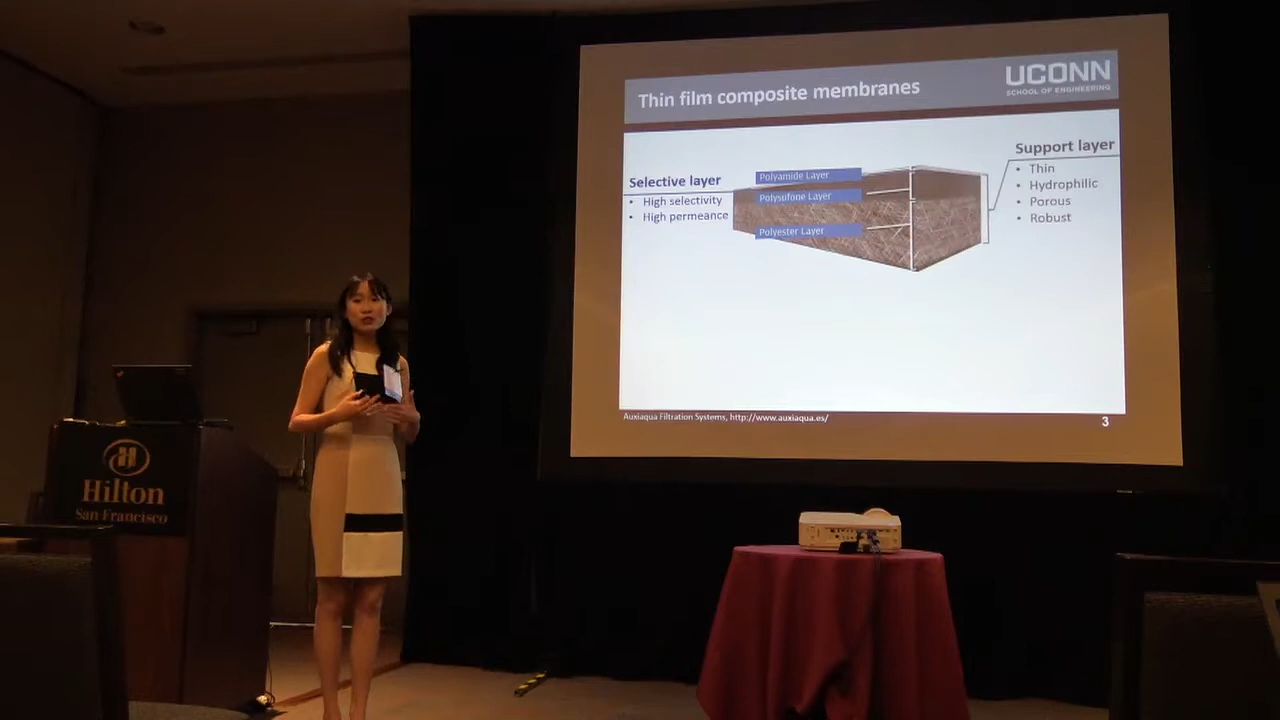 Thin film composite membranes
UCONN
SCHOOL OF ENGINEERING
Selective layer
• High selectivity
• High permeance
Polyamide Layer
Polysufone Layer
Polyester Layer
Support layer
• Thin
• Hydrophilic
• Porous
• Robust
Auxiaqua Filtration Systems, http://www.auxiaqua.es/
3
Hilton
San Francisco